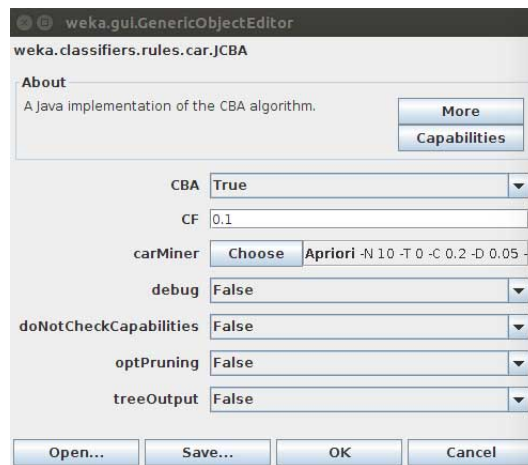 weka.gui.GenericObjectEditor
weka.classifiers.rules.car.JCBA
About
A Java implementation of the CBA algorithm.
More
Capabilities
CBA True
CF 0.1
carMiner Choose Apriori -N 10 -T 0 -C 0.2 -D 0.05 -
debug False
doNotCheckCapabilities False
optPruning False
treeOutput False
Open... Save... OK Cancel